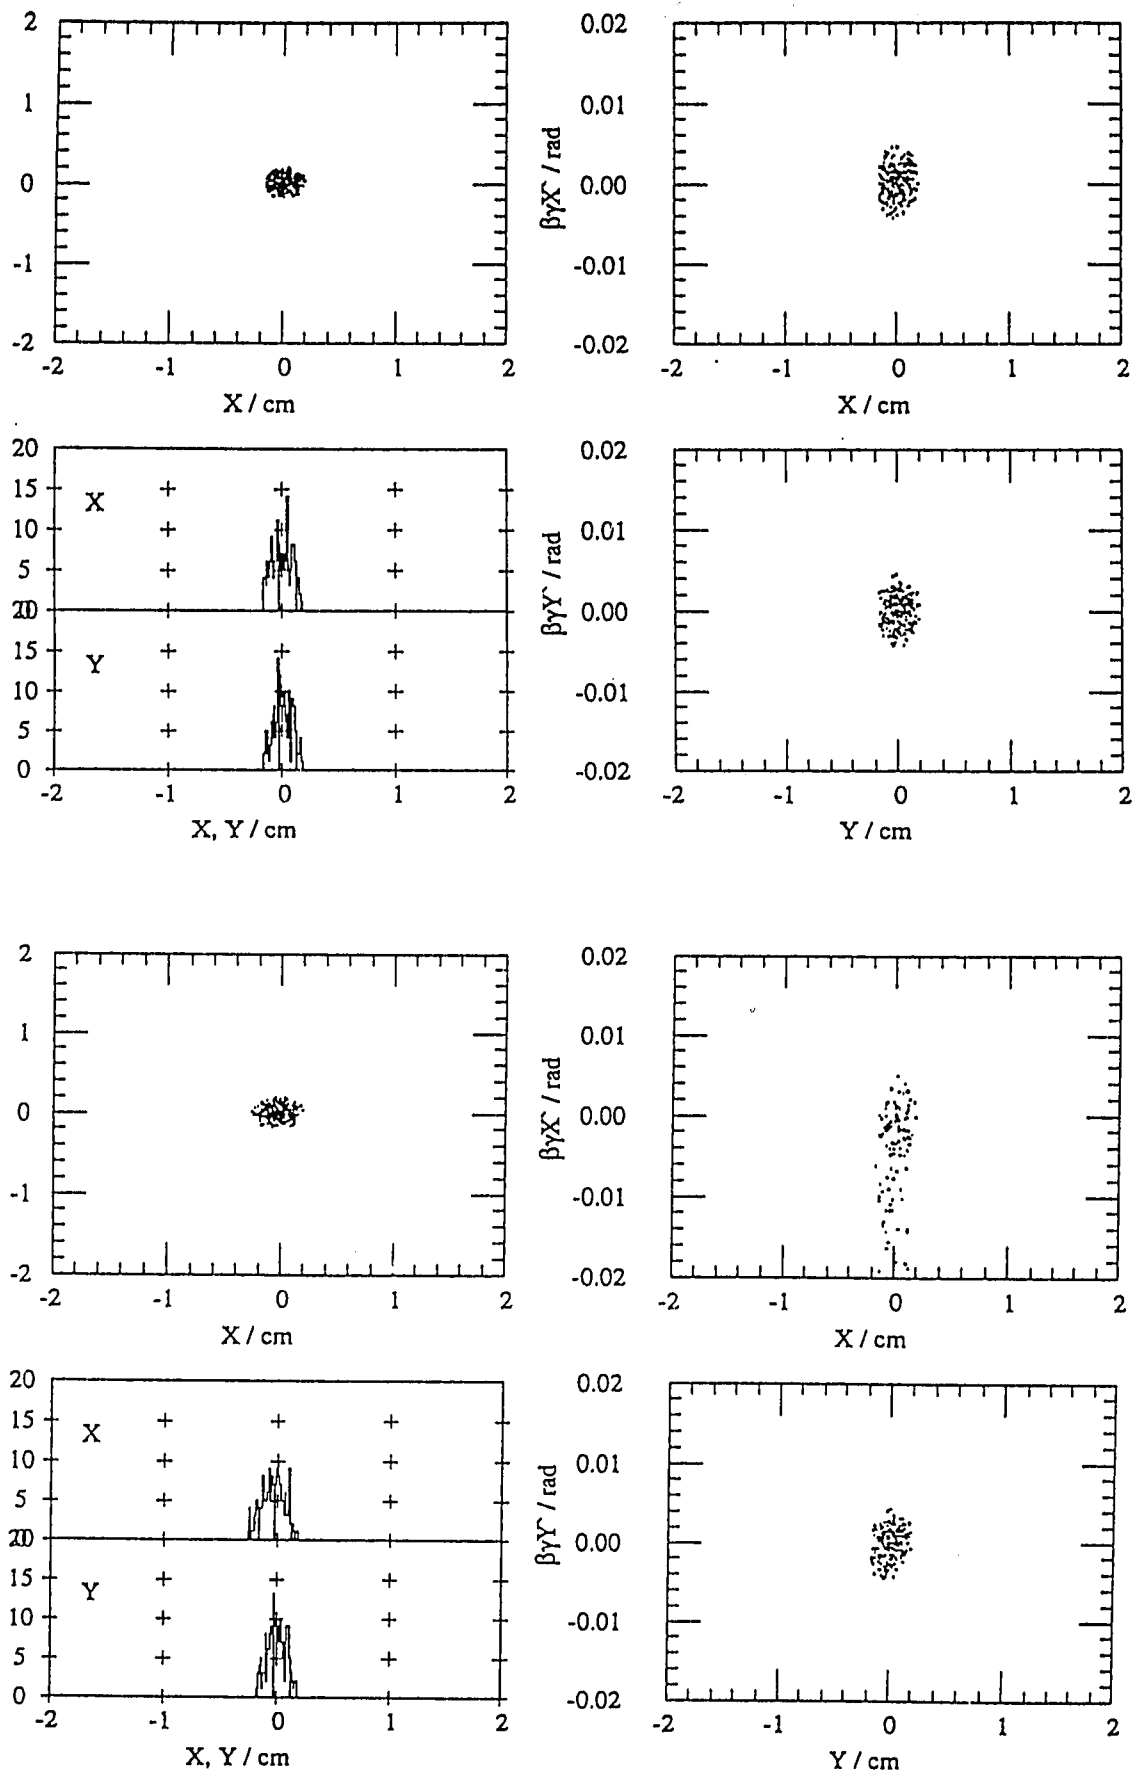 2
1
0
-1
-2
-2 -1 0 1 2
X / cm
0.02
0.01
0.00
-0.01
-0.02
βγX` / rad
-2 -1 0 1 2
X / cm
20
15
10
5
20
0
15
10
5
0
X
Y
-2 -1 0 1 2
X, Y / cm
0.02
0.01
0.00
-0.01
-0.02
βγY` / rad
-2 -1 0 1 2
Y / cm
2
1
0
-1
-2
-2 -1 0 1 2
X / cm
0.02
0.01
0.00
-0.01
-0.02
βγX` / rad
-2 -1 0 1 2
X / cm
20
15
10
5
20
0
15
10
5
0
X
Y
-2 -1 0 1 2
X, Y / cm
0.02
0.01
0.00
-0.01
-0.02
βγY` / rad
-2 -1 0 1 2
Y / cm